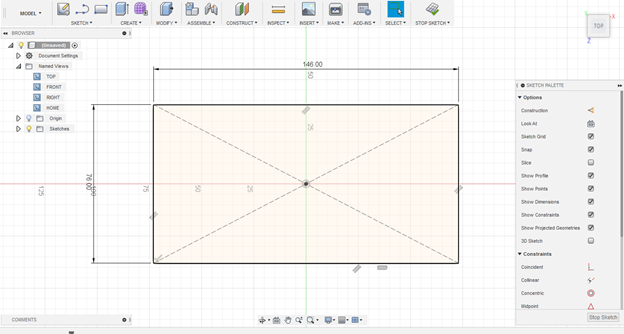 MODEL
SKETCH
CREATE
MODIFY
ASSEMBLE
CONSTRUCT
INSPECT
INSERT
MAKE
ADD-INS
SELECT
STOP SKETCH
BROWSER
(Unsaved)
Document Settings
Named Views
TOP
FRONT
RIGHT
HOME
Origin
Sketches
TOP
X
Z
146.00
50
25
76.00
125
100
75
50
25
SKETCH PALETTE
Options
Construction
Look At
Sketch Grid
Snap
Slice
Show Profile
Show Points
Show Dimensions
Show Constraints
Show Projected Geometries
3D Sketch
Constraints
Coincident
Collinear
Concentric
Midpoint
Stop Sketch
COMMENTS